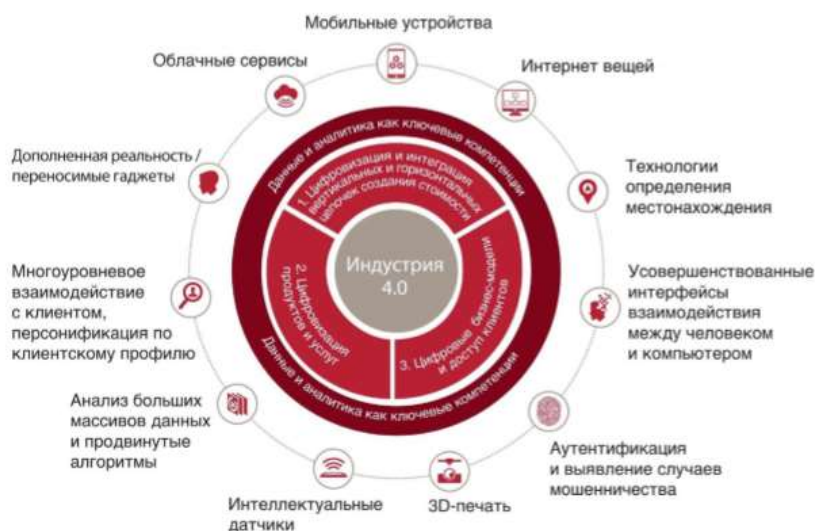 Мобильные устройства
Облачные сервисы
Интернет вещей
Дополненная реальность /
переносимые гаджеты
Технологии
определения
местонахождения
Многоуровневое
взаимодействие
с клиентом,
персонификация по
клиентскому профилю
Усовершенствованные
интерфейсы
взаимодействия
между человеком
и компьютером
Анализ больших
массивов данных
и продвинутые
алгоритмы
Аутентификация
и выявление случаев
мошенничества
Интеллектуальные
датчики
3D-печать
Данные и аналитика как ключевые компетенции
1. Цифровизация и интеграция
вертикальных и горизонтальных
цепочек создания стоимости
Индустрия
4.0
2. Цифровизация
продуктов и услуг
3. Цифровые бизнес-модели
и доступ клиентов
Данные и аналитика как ключевые компетенции